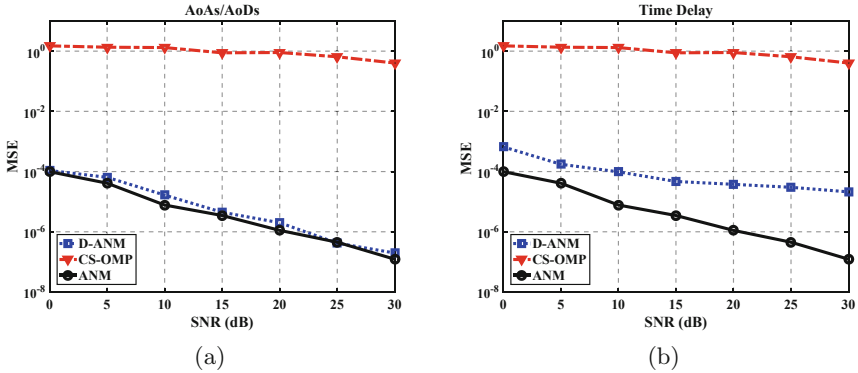 AoAs/AoDs
10^0
10^-2
10^-4
10^-6
10^-8
MSE
0 5 10 15 20 25 30
SNR (dB)
D-ANM
CS-OMP
ANM
(a)
Time Delay
10^0
10^-2
10^-4
10^-6
10^-8
MSE
0 5 10 15 20 25 30
SNR (dB)
D-ANM
CS-OMP
ANM
(b)